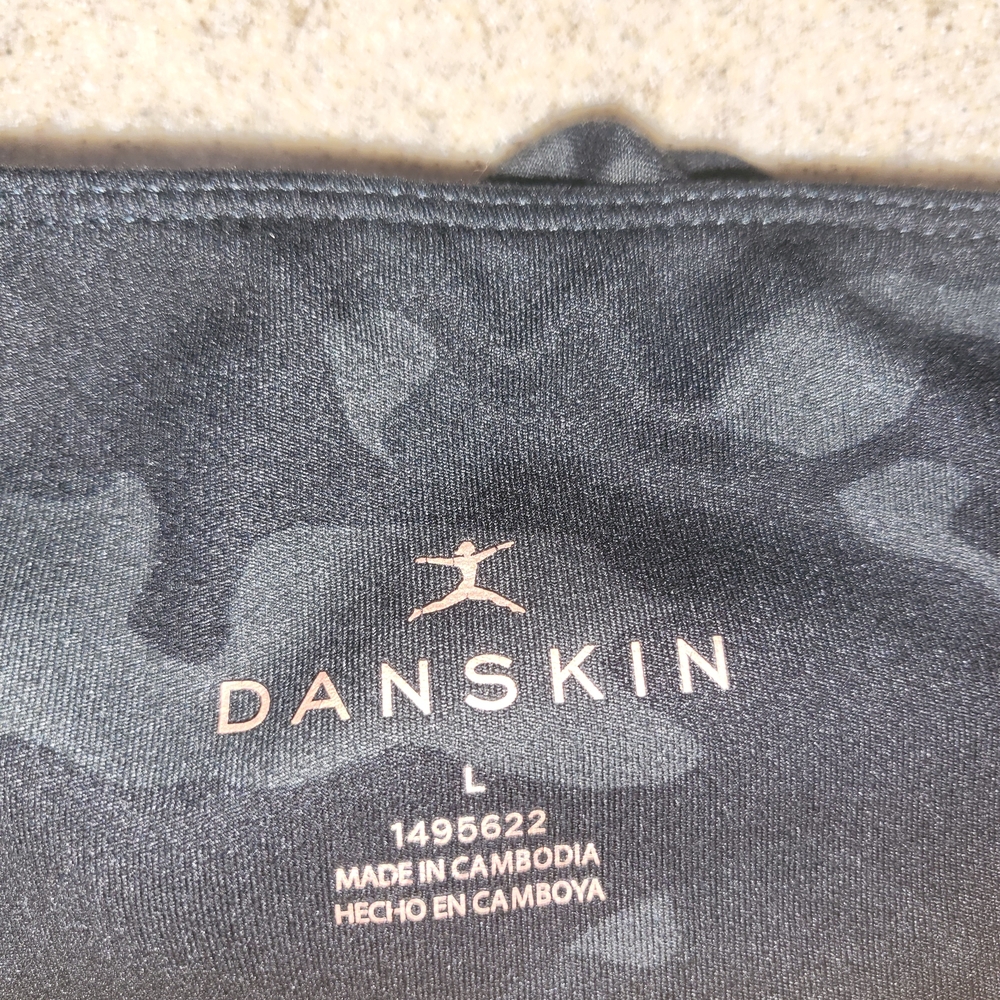 DANSKIN
L
1495622
MADE IN CAMBODIA
HECHO EN CAMBOYA